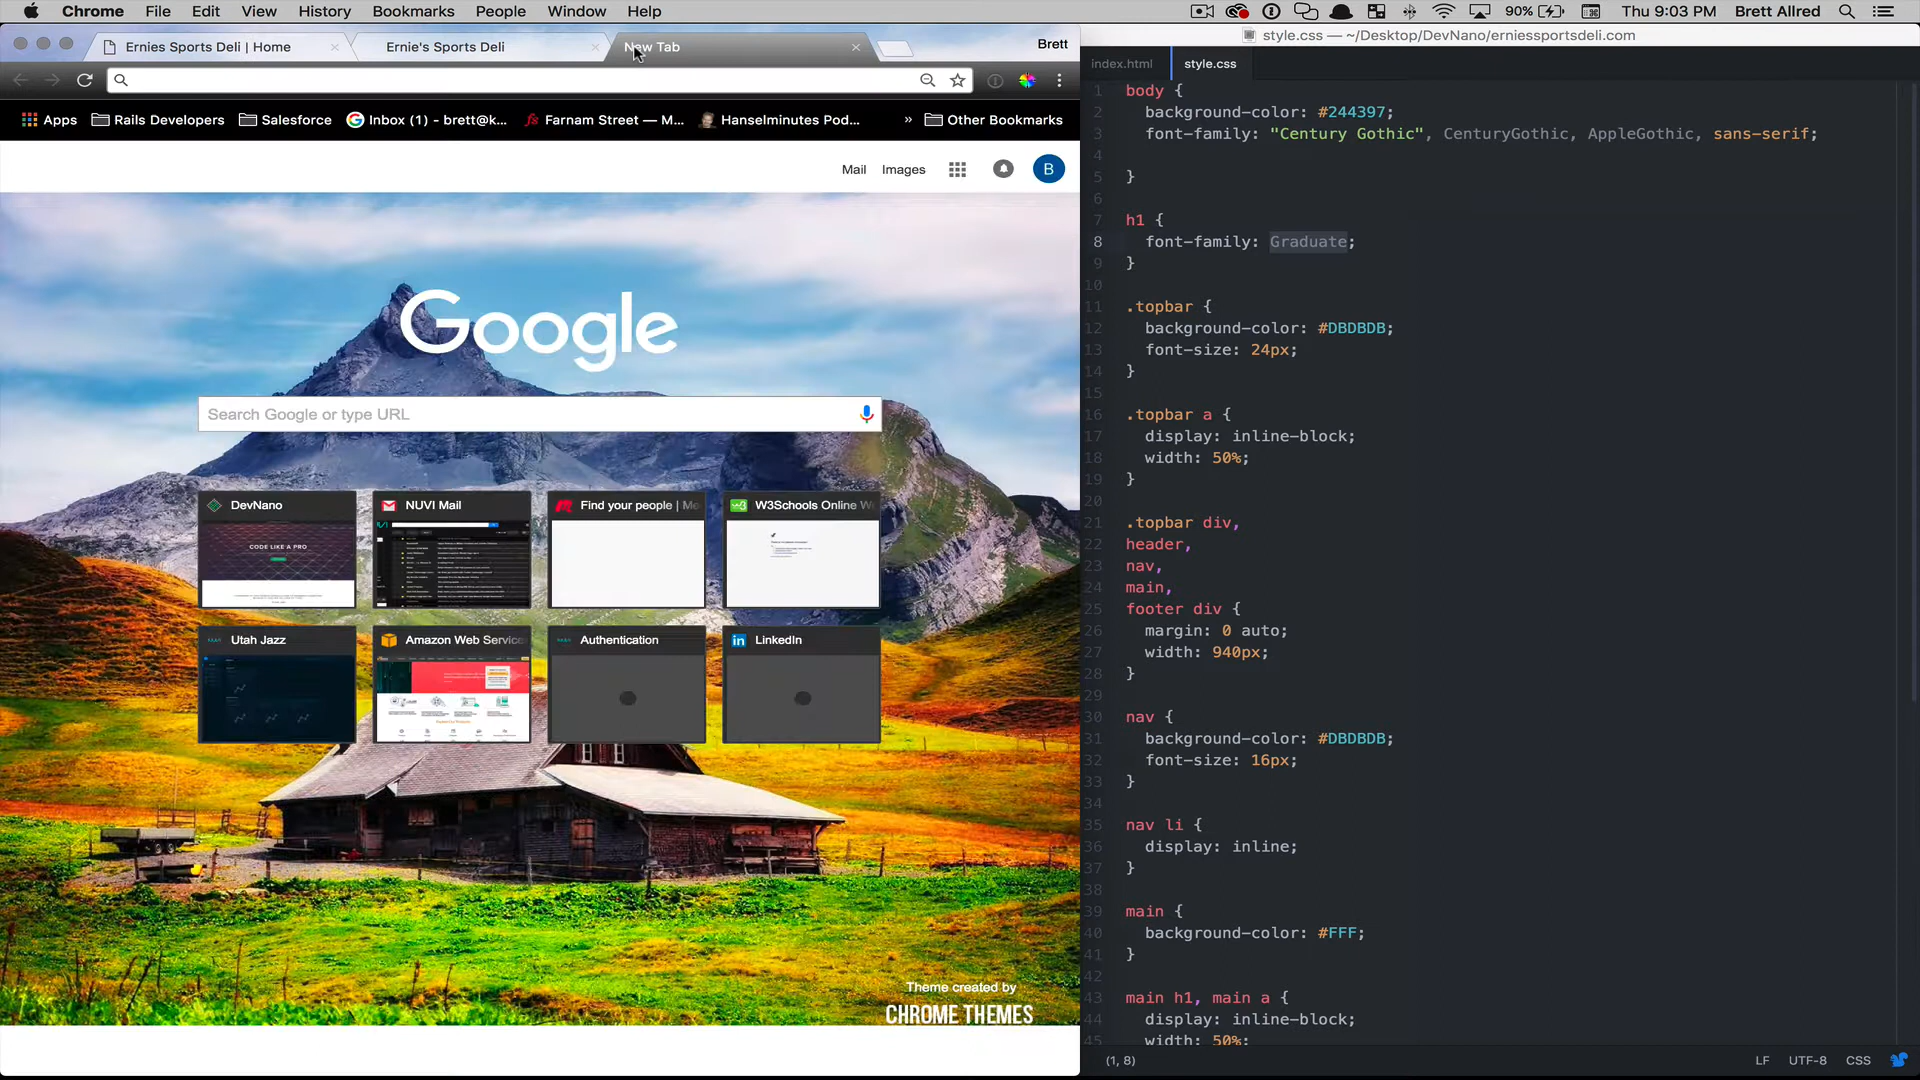 Chrome File Edit View History Bookmarks People Window Help 90% Thu 9:03 PM Brett Allred
Ernies Sports Deli | Home Ernie's Sports Deli New Tab Brett
Apps Rails Developers Salesforce Inbox (1) - brett@k... Farnam Street — M... Hanselminutes Pod... » Other Bookmarks
Mail Images B
Google
Search Google or type URL
DevNano NUVI Mail Find your people | Me W3Schools Online W
CODE LIKE A PRO
Utah Jazz Amazon Web Service Authentication LinkedIn
Theme created by
CHROME THEMES
style.css — ~/Desktop/DevNano/erniessportsdeli.com
index.html style.css
1 body {
2 background-color: #244397;
3 font-family: "Century Gothic", CenturyGothic, AppleGothic, sans-serif;
4
5 }
6
7 h1 {
8 font-family: Graduate;
9 }
10
11 .topbar {
12 background-color: #DBDBDB;
13 font-size: 24px;
14 }
15
16 .topbar a {
17 display: inline-block;
18 width: 50%;
19 }
20
21 .topbar div,
22 header,
23 nav,
24 main,
25 footer div {
26 margin: 0 auto;
27 width: 940px;
28 }
29
30 nav {
31 background-color: #DBDBDB;
32 font-size: 16px;
33 }
34
35 nav li {
36 display: inline;
37 }
38
39 main {
40 background-color: #FFF;
41 }
42
43 main h1, main a {
44 display: inline-block;
45 width: 50%;
(1, 8) LF UTF-8 CSS